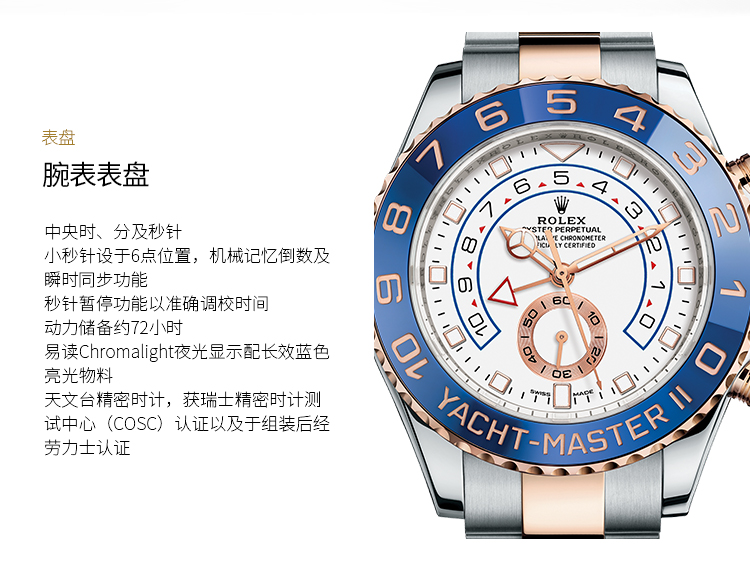 表盘
腕表表盘
中央时、分及秒针
小秒针设于6点位置，机械记忆倒数及
瞬时同步功能
秒针暂停功能以准确调校时间
动力储备约72小时
易读Chromalight夜光显示配长效蓝色
亮光物料
天文台精密时计，获瑞士精密时计测
试中心（COSC）认证以及于组装后经
劳力士认证
10 9 8 7 6 5 4 3 2 1 0
10 9 8 7 6 5 4 3 2 1 0
ROLEX
OYSTER PERPETUAL
CERTIFIED
60
10
20
30
SWISS MADE
YACHT-MASTER II